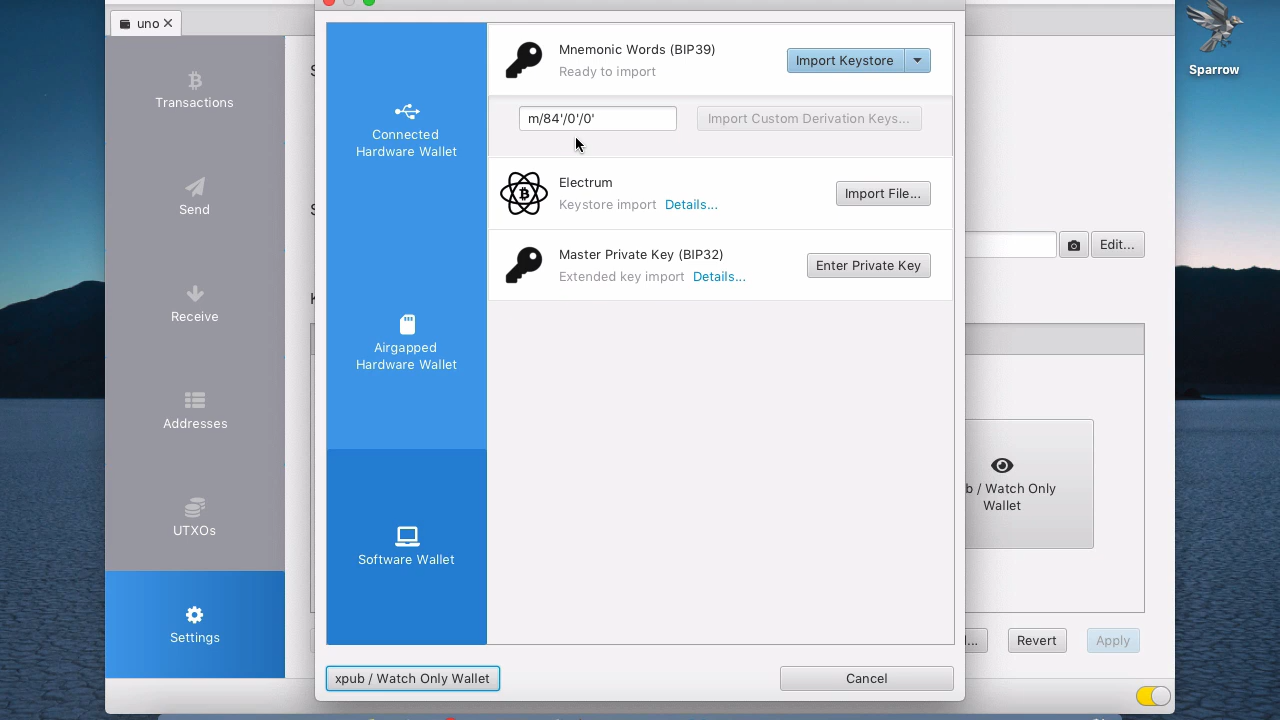 uno
Transactions
Send
Receive
Addresses
UTXOs
Settings
Connected
Hardware Wallet
Airgapped
Hardware Wallet
Software Wallet
Mnemonic Words (BIP39)
Ready to import
Import Keystore
m/84'/0'/0'
Import Custom Derivation Keys...
Electrum
Keystore import Details...
Import File...
Master Private Key (BIP32)
Extended key import Details...
Enter Private Key
xpub / Watch Only Wallet
Cancel
Edit...
b / Watch Only
Wallet
Revert
Apply
Sparrow